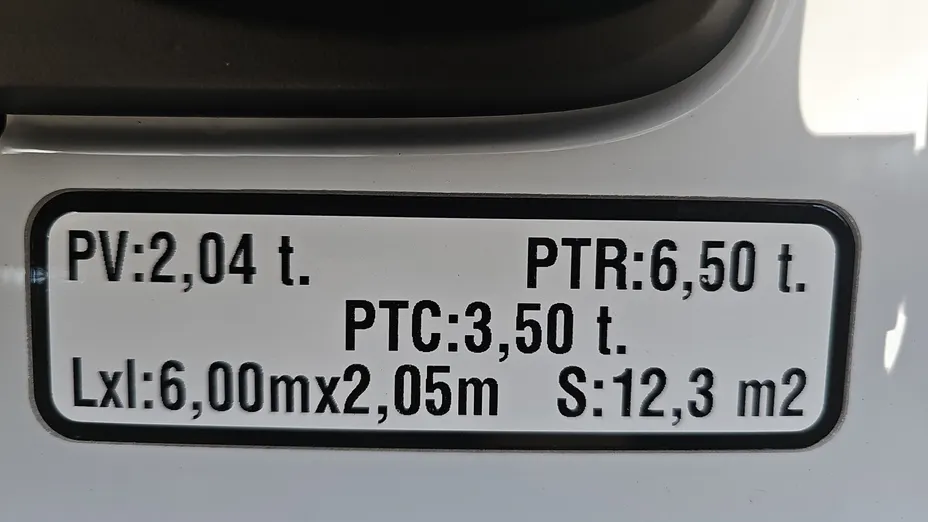 PV:2,04 t. PTR:6,50 t.
PTC:3,50 t.
Lxl:6,00mx2,05m S:12,3 m2